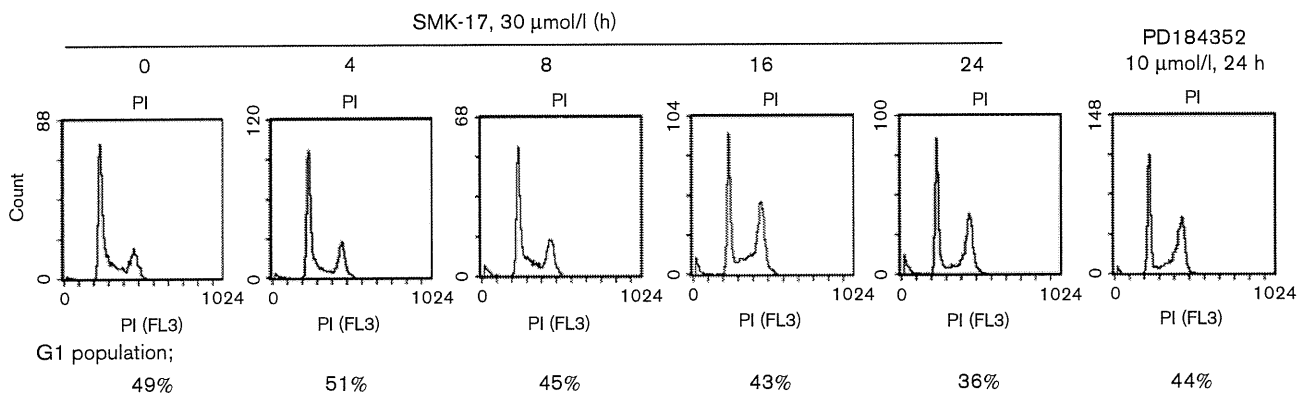 SMK-17, 30 μmol/l (h)
PD184352
10 μmol/l, 24 h
0 4 8 16 24
PI PI PI PI PI PI
88 120 68 104 100 148
Count
0 0 0 0 0 0
0 1024 0 1024 0 1024 0 1024 0 1024 0 1024
PI (FL3) PI (FL3) PI (FL3) PI (FL3) PI (FL3) PI (FL3)
G1 population;
49% 51% 45% 43% 36% 44%